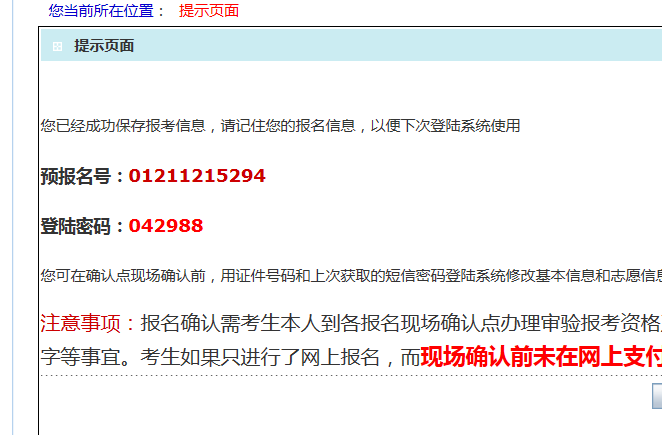 您当前所在位置： 提示页面
提示页面
您已经成功保存报考信息，请记住您的报名信息，以便下次登陆系统使用
预报名号：01211215294
登陆密码：042988
您可在确认点现场确认前，用证件号码和上次获取的短信密码登陆系统修改基本信息和志愿信息
注意事项：报名确认需考生本人到各报名现场确认点办理审验报考资格
字等事宜。考生如果只进行了网上报名，而现场确认前未在网上支付